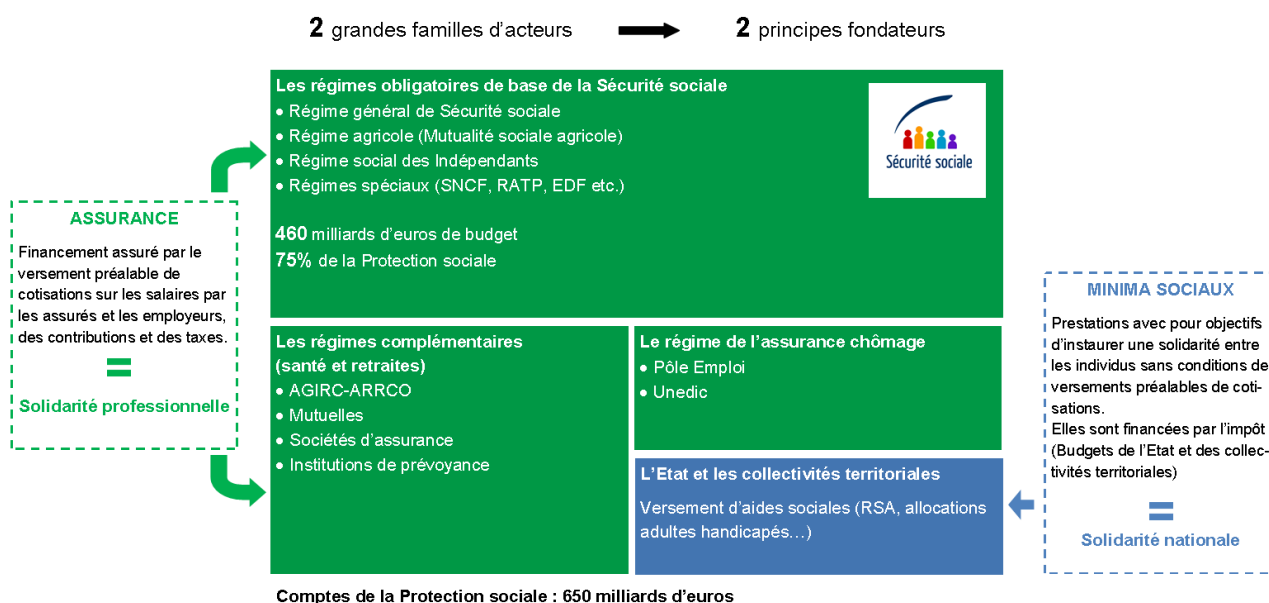 2 grandes familles d'acteurs
2 principes fondateurs
Les régimes obligatoires de base de la Sécurité sociale
• Régime général de Sécurité sociale
• Régime agricole (Mutualité sociale agricole)
• Régime social des Indépendants
• Régimes spéciaux (SNCF, RATP, EDF etc.)
460 milliards d'euros de budget
75% de la Protection sociale
Sécurité sociale
ASSURANCE
Financement assuré par le
versement préalable de
cotisations sur les salaires par
les assurés et les employeurs,
des contributions et des taxes.
=
Solidarité professionnelle
Les régimes complémentaires
(santé et retraites)
• AGIRC-ARRCO
• Mutuelles
• Sociétés d'assurance
• Institutions de prévoyance
Le régime de l'assurance chômage
• Pôle Emploi
• Unedic
L'Etat et les collectivités territoriales
Versement d'aides sociales (RSA, allocations
adultes handicapés…)
MINIMA SOCIAUX
Prestations avec pour objectifs
d'instaurer une solidarité entre
les individus sans conditions de
versements préalables de coti-
sations.
Elles sont financées par l'impôt
(Budgets de l'Etat et des collec-
tivités territoriales)
=
Solidarité nationale
Comptes de la Protection sociale : 650 milliards d'euros